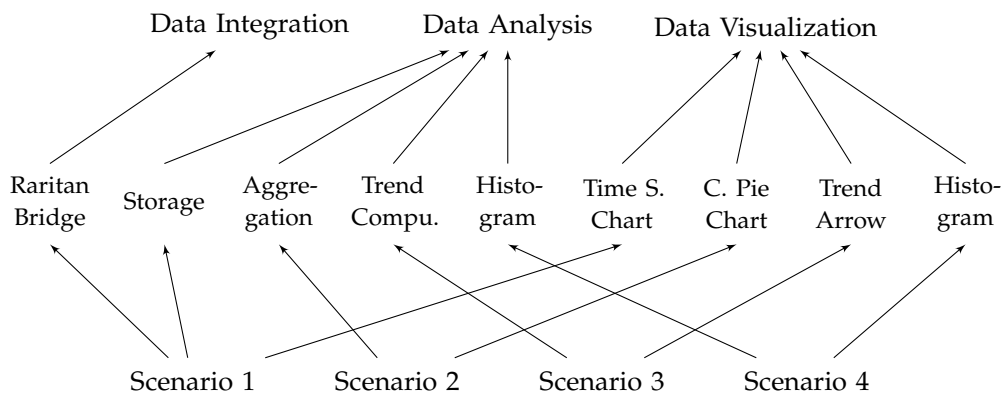 Data Integration Data Analysis Data Visualization
Raritan Bridge
Storage
Aggre-
gation
Trend
Compu.
Histo-
gram
Time S.
Chart
C. Pie
Chart
Trend
Arrow
Histo-
gram
Scenario 1 Scenario 2 Scenario 3 Scenario 4